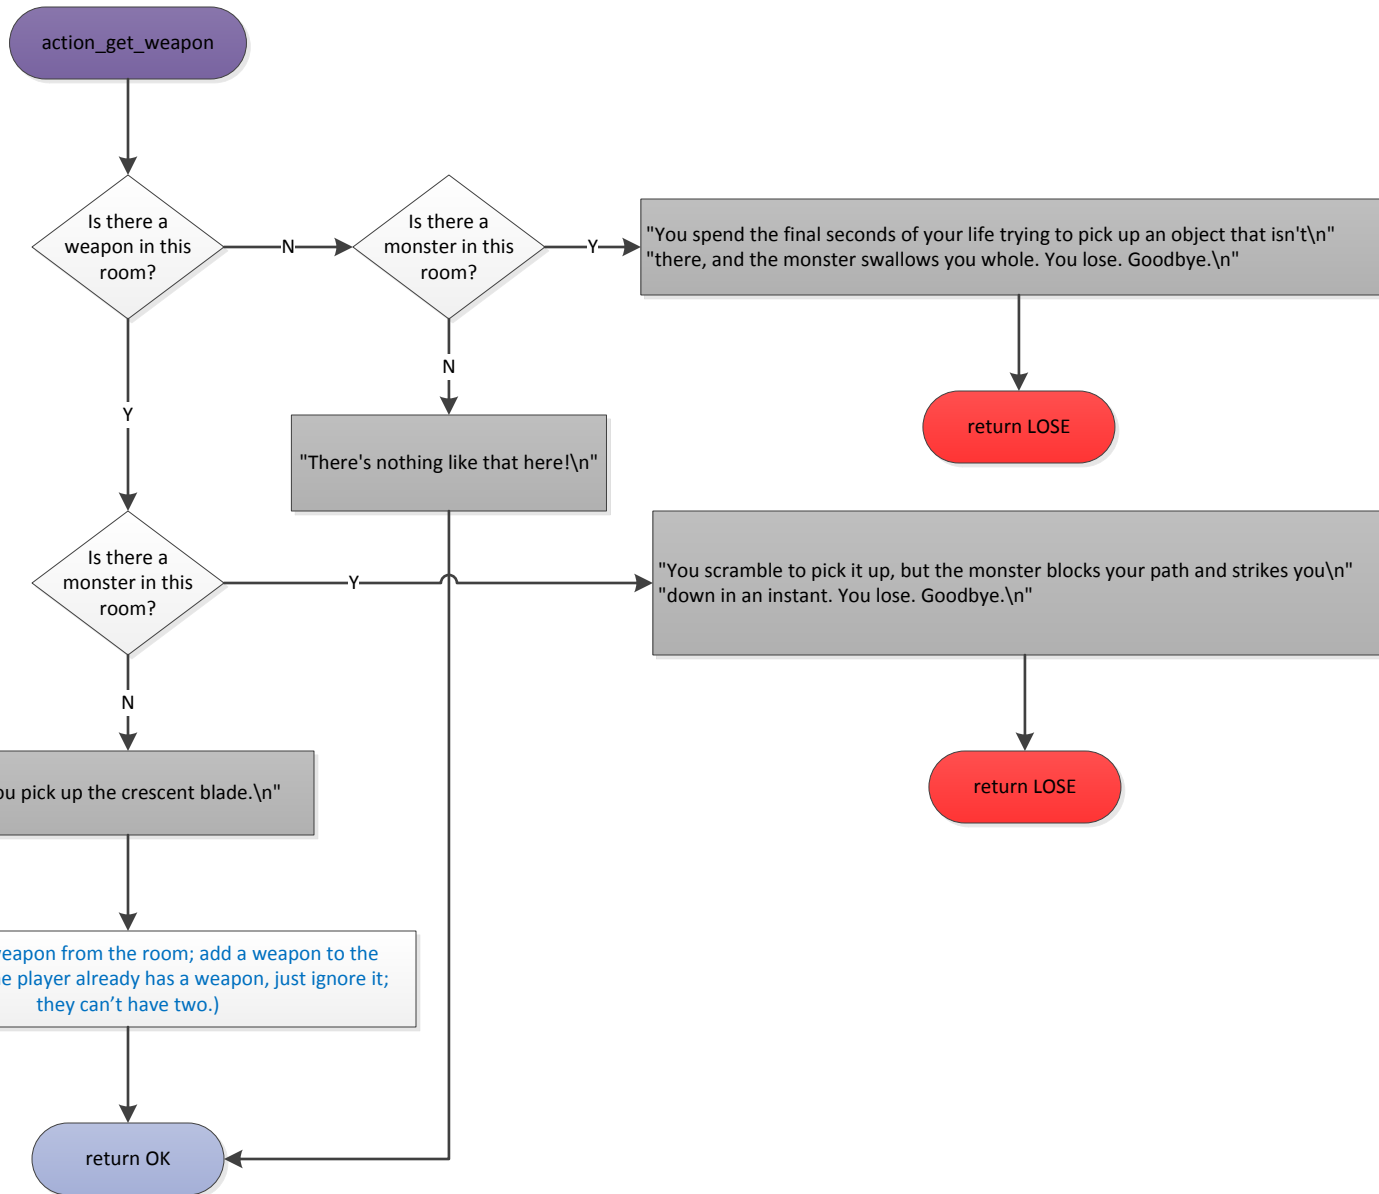 action_get_weapon
Is there a
weapon in this
room?
N
Is there a
monster in this
room?
Y
"You spend the final seconds of your life trying to pick up an object that isn't\n"
"there, and the monster swallows you whole. You lose. Goodbye.\n"
N
return LOSE
Y
"There's nothing like that here!\n"
Is there a
monster in this
room?
Y
"You scramble to pick it up, but the monster blocks your path and strikes you\n"
"down in an instant. You lose. Goodbye.\n"
N
return LOSE
pick up the crescent blade.\n"
from the room; add a weapon to the
player already has a weapon, just ignore it;
they can’t have two.)
return OK